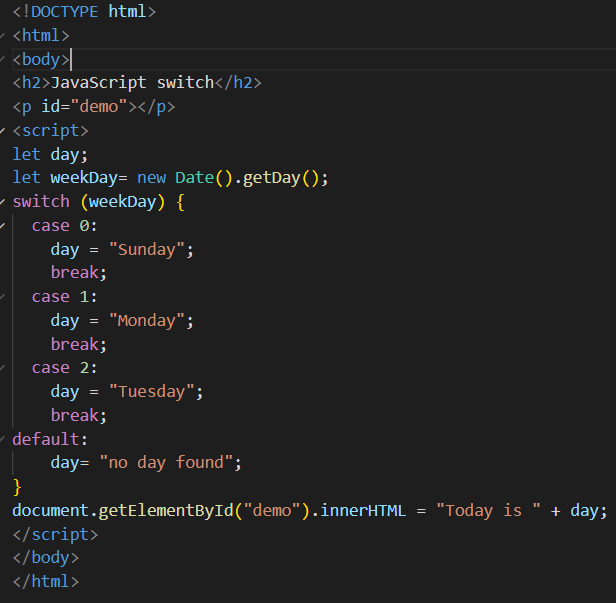 <!DOCTYPE html>
<html>
<body>
<h2>JavaScript switch</h2>
<p id="demo"></p>
<script>
let day;
let weekDay= new Date().getDay();
switch (weekDay) {
  case 0:
    day = "Sunday";
    break;
  case 1:
    day = "Monday";
    break;
  case 2:
    day = "Tuesday";
    break;
default:
    day= "no day found";
}
document.getElementById("demo").innerHTML = "Today is " + day;
</script>
</body>
</html>